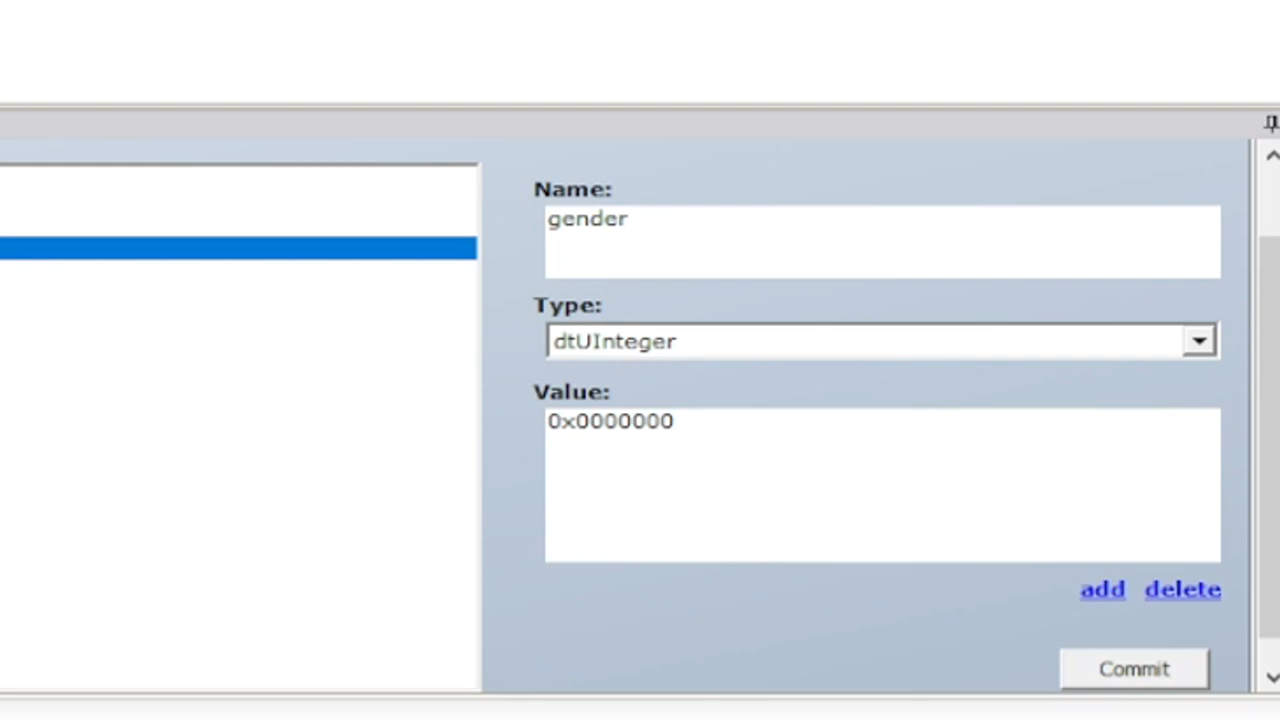 Name:
gender
Type:
dtUInteger
Value:
0x0000000
add delete
Commit